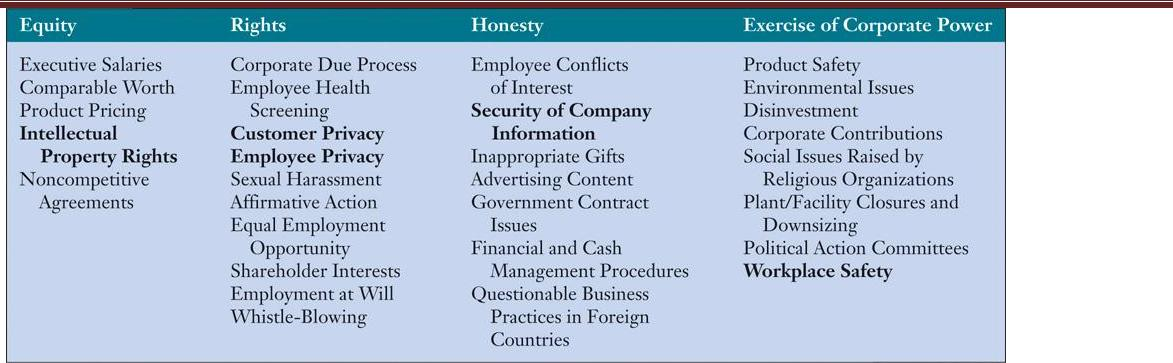 Equity
Executive Salaries
Comparable Worth
Product Pricing
Intellectual
Property Rights
Noncompetitive
Agreements
Rights
Corporate Due Process
Employee Health
Screening
Customer Privacy
Employee Privacy
Sexual Harassment
Affirmative Action
Equal Employment
Opportunity
Shareholder Interests
Employment at Will
Whistle-Blowing
Honesty
Employee Conflicts
of Interest
Security of Company
Information
Inappropriate Gifts
Advertising Content
Government Contract
Issues
Financial and Cash
Management Procedures
Questionable Business
Practices in Foreign
Countries
Exercise of Corporate Power
Product Safety
Environmental Issues
Disinvestment
Corporate Contributions
Social Issues Raised by
Religious Organizations
Plant/Facility Closures and
Downsizing
Political Action Committees
Workplace Safety